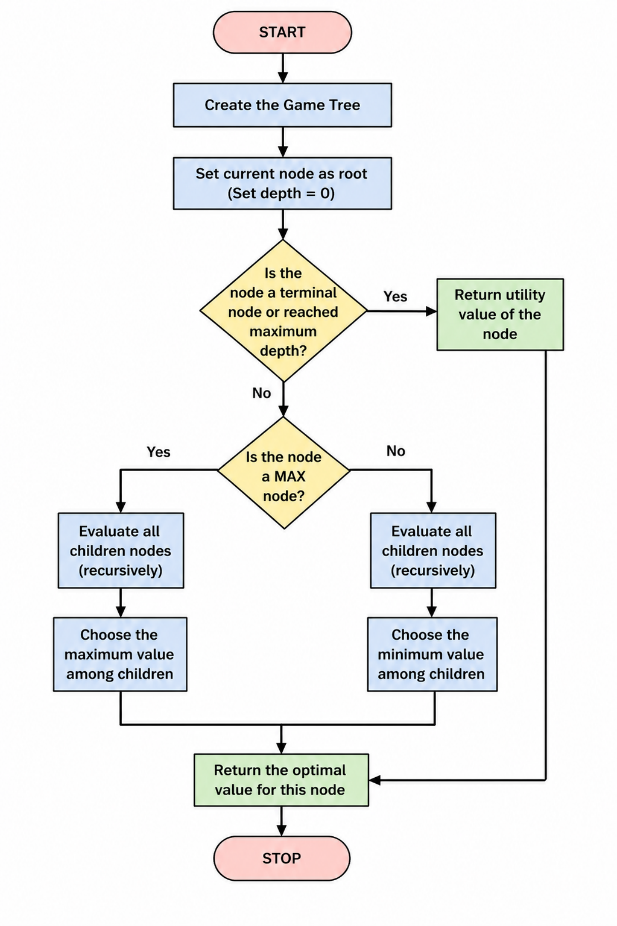 START
Create the Game Tree
Set current node as root
(Set depth = 0)
Is the
node a terminal
node or reached
maximum
depth?
Yes
Return utility
value of the
node
No
Is the node
a MAX
node?
Yes
No
Evaluate all
children nodes
(recursively)
Evaluate all
children nodes
(recursively)
Choose the
maximum value
among children
Choose the
minimum value
among children
Return the optimal
value for this node
STOP